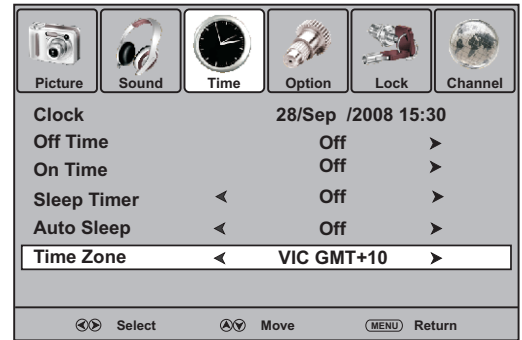 Picture Sound Time Option Lock Channel
Clock 28/Sep /2008 15:30
Off Time Off
On Time Off
Sleep Timer Off
Auto Sleep Off
Time Zone VIC GMT+10
Select Move MENU Return